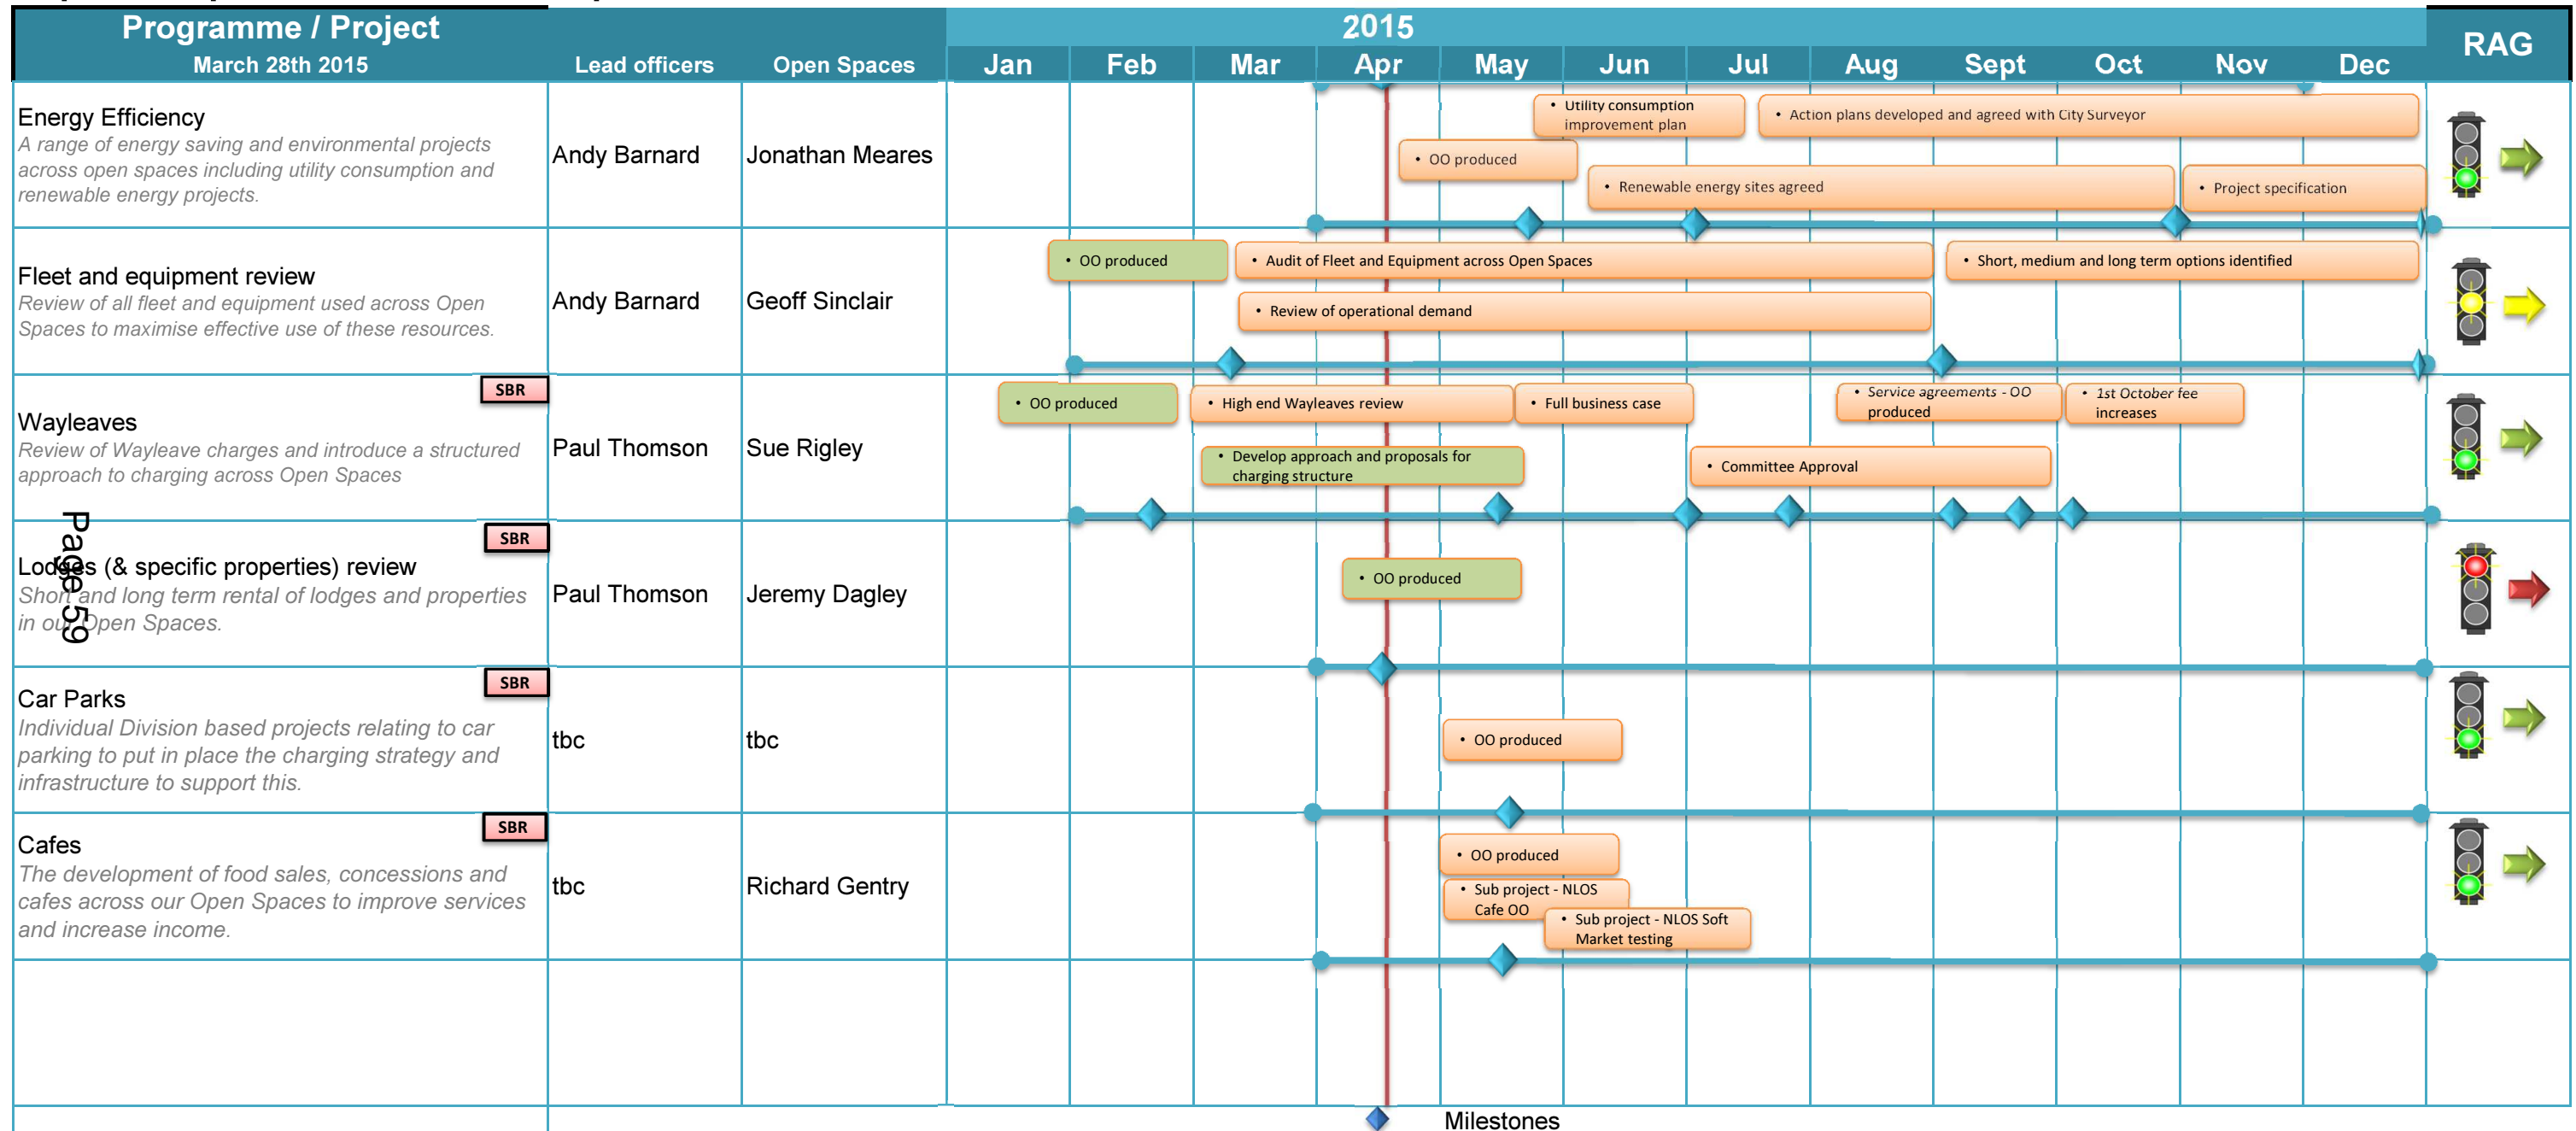 Programme / Project
March 28th 2015
Lead officers
Open Spaces
2015
Jan
Feb
Mar
Apr
May
Jun
Jul
Aug
Sept
Oct
Nov
Dec
RAG
Energy Efficiency
A range of energy saving and environmental projects
across open spaces including utility consumption and
renewable energy projects.
Andy Barnard
Jonathan Meares
• Utility consumption
improvement plan
• Action plans developed and agreed with City Surveyor
• OO produced
• Renewable energy sites agreed
• Project specification
Fleet and equipment review
Review of all fleet and equipment used across Open
Spaces to maximise effective use of these resources.
Andy Barnard
Geoff Sinclair
• OO produced
• Audit of Fleet and Equipment across Open Spaces
• Short, medium and long term options identified
• Review of operational demand
SBR
Wayleaves
Review of Wayleave charges and introduce a structured
approach to charging across Open Spaces
Paul Thomson
Sue Rigley
• OO produced
• High end Wayleaves review
• Full business case
• Service agreements - OO
produced
• 1st October fee
increases
• Develop approach and proposals for
charging structure
• Committee Approval
SBR
Lodges (& specific properties) review
Short and long term rental of lodges and properties
in our Open Spaces.
Paul Thomson
Jeremy Dagley
• OO produced
Page 59
SBR
Car Parks
Individual Division based projects relating to car
parking to put in place the charging strategy and
infrastructure to support this.
tbc
tbc
• OO produced
SBR
Cafes
The development of food sales, concessions and
cafes across our Open Spaces to improve services
and increase income.
tbc
Richard Gentry
• OO produced
• Sub project - NLOS
Cafe OO
• Sub project - NLOS Soft
Market testing
Milestones